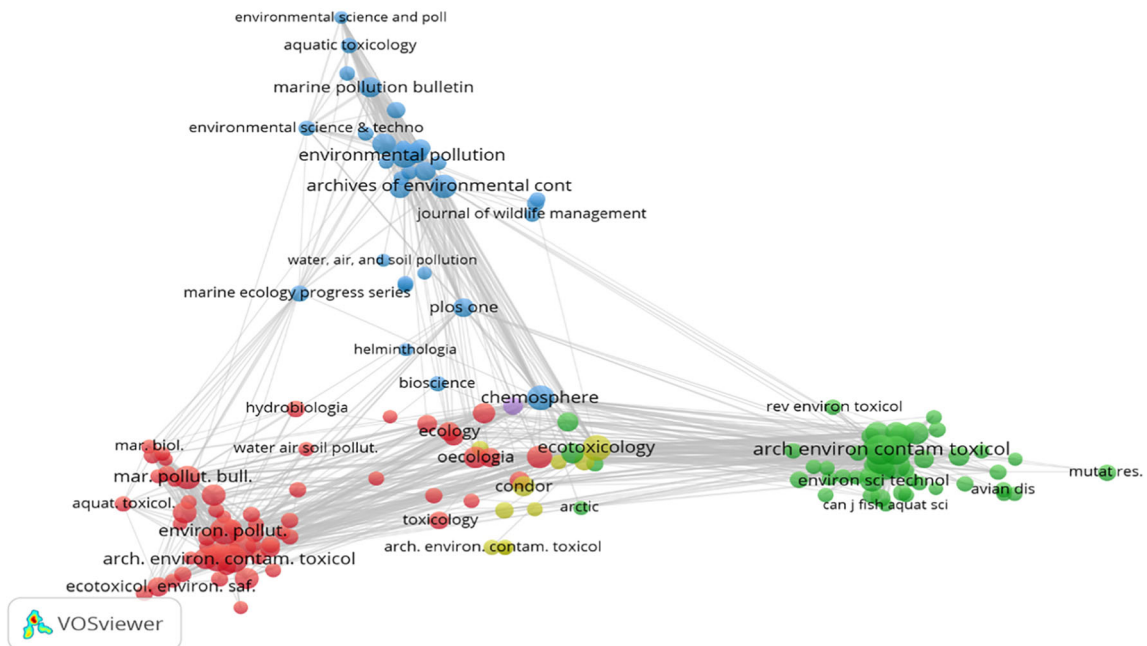 environmental science and poll
aquatic toxicology
marine pollution bulletin
environmental science & techno
environmental pollution
archives of environmental cont
journal of wildlife management
water, air, and soil pollution
marine ecology progress series
plos one
helminthologia
bioscience
chemosphere
hydrobiologia
rev environ toxicol
ecology
mar. biol.
water air soil pollut.
ecotoxicology
arch environ contam toxicol
oecologia
mar. pollut. bull.
mutat res.
environ sci technol
condor
avian dis
aquat. toxicol.
can j fish aquat sci
arctic
toxicology
environ. pollut.
arch. environ. contam. toxicol
arch. environ. contam. toxicol
ecotoxicol. environ. saf.
VOSviewer